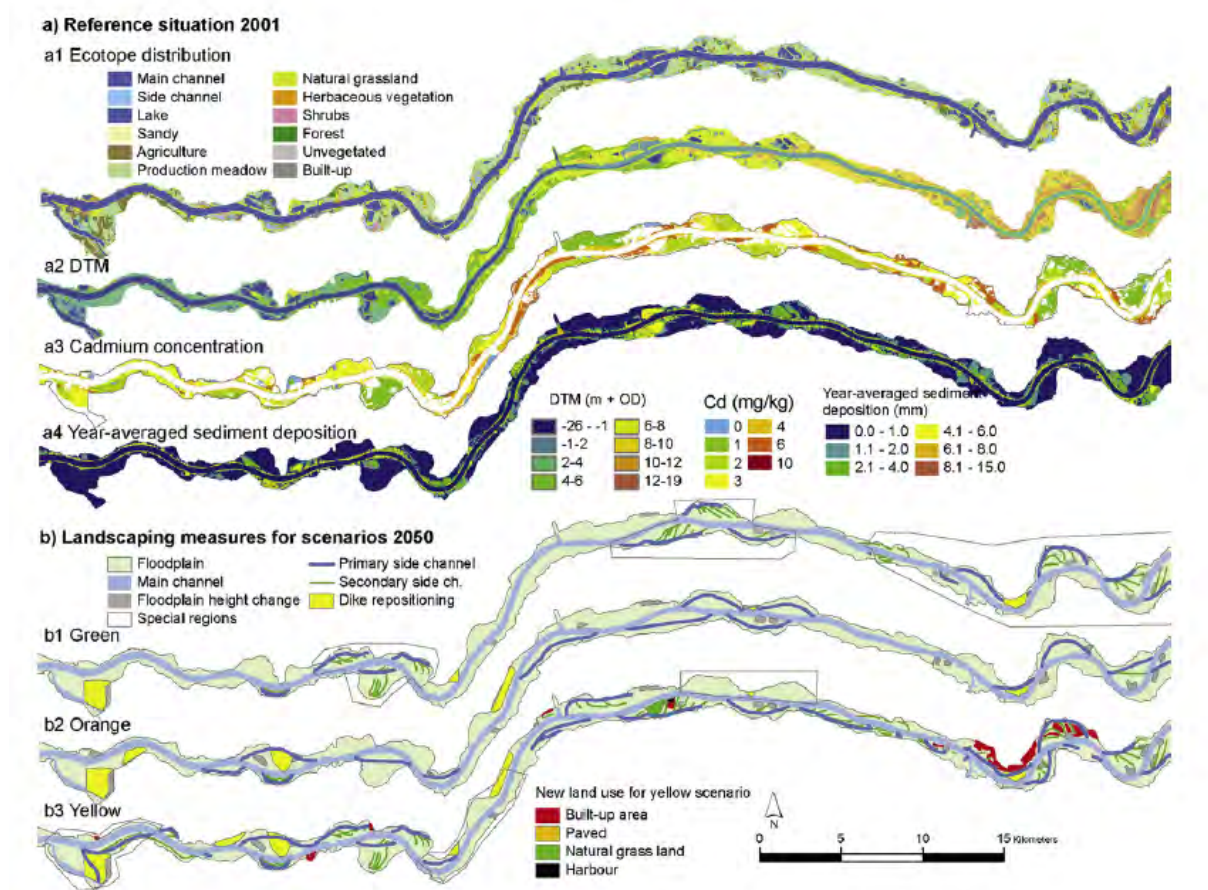 a) Reference situation 2001
a1 Ecotope distribution
Main channel
Side channel
Lake
Sandy
Agriculture
Production meadow
Natural grassland
Herbaceous vegetation
Shrubs
Forest
Unvegetated
Built-up
a2 DTM
a3 Cadmium concentration
a4 Year-averaged sediment deposition
DTM (m + OD)
-26 - -1
-1-2
2-4
4-6
6-8
8-10
10-12
12-19
Cd (mg/kg)
0
1
2
3
4
6
10
Year-averaged sediment
deposition (mm)
0.0 - 1.0
1.1 - 2.0
2.1 - 4.0
4.1 - 6.0
6.1 - 8.0
8.1 - 15.0
b) Landscaping measures for scenarios 2050
Floodplain
Main channel
Floodplain height change
Special regions
Primary side channel
Secondary side ch.
Dike repositioning
b1 Green
b2 Orange
b3 Yellow
New land use for yellow scenario
Built-up area
Paved
Natural grass land
Harbour
N
0 5 10 15 Kilometers